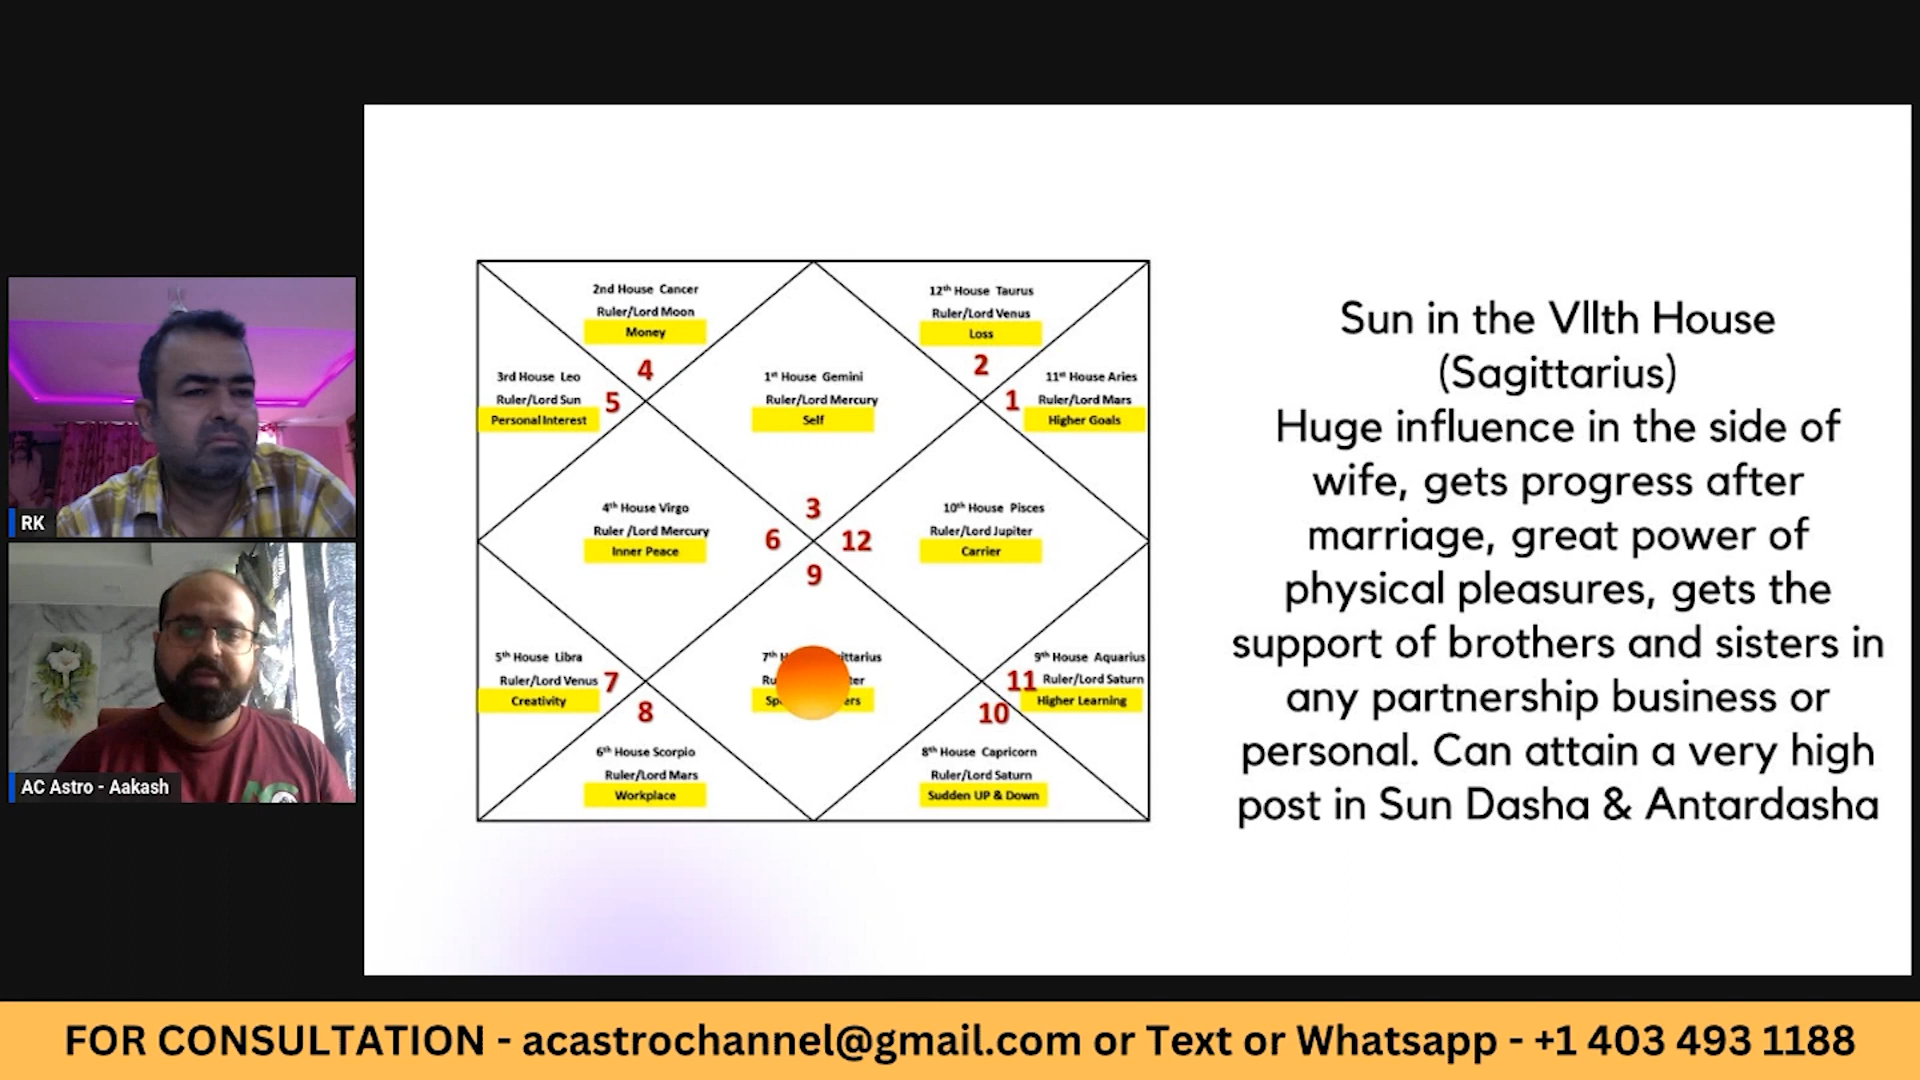 RK
AC Astro - Aakash
2nd House Cancer
Ruler/Lord Moon
Money
4
12th House Taurus
Ruler/Lord Venus
Loss
2
3rd House Leo
Ruler/Lord Sun
Personal Interest
5
1st House Gemini
Ruler/Lord Mercury
Self
11st House Aries
Ruler/Lord Mars
Higher Goals
1
4th House Virgo
Ruler /Lord Mercury
Inner Peace
3
6
12
9
10th House Pisces
Ruler/Lord Jupiter
Carrier
5th House Libra
Ruler/Lord Venus
Creativity
7
8
7th
9th House Aquarius
Ruler/Lord Saturn
Higher Learning
11
10
6th House Scorpio
Ruler/Lord Mars
Workplace
8th House Capricorn
Ruler/Lord Saturn
Sudden UP & Down
Sun in the Vllth House
(Sagittarius)
Huge influence in the side of
wife, gets progress after
marriage, great power of
physical pleasures, gets the
support of brothers and sisters in
any partnership business or
personal. Can attain a very high
post in Sun Dasha & Antardasha
FOR CONSULTATION - acastrochannel@gmail.com or Text or Whatsapp - +1 403 493 1188